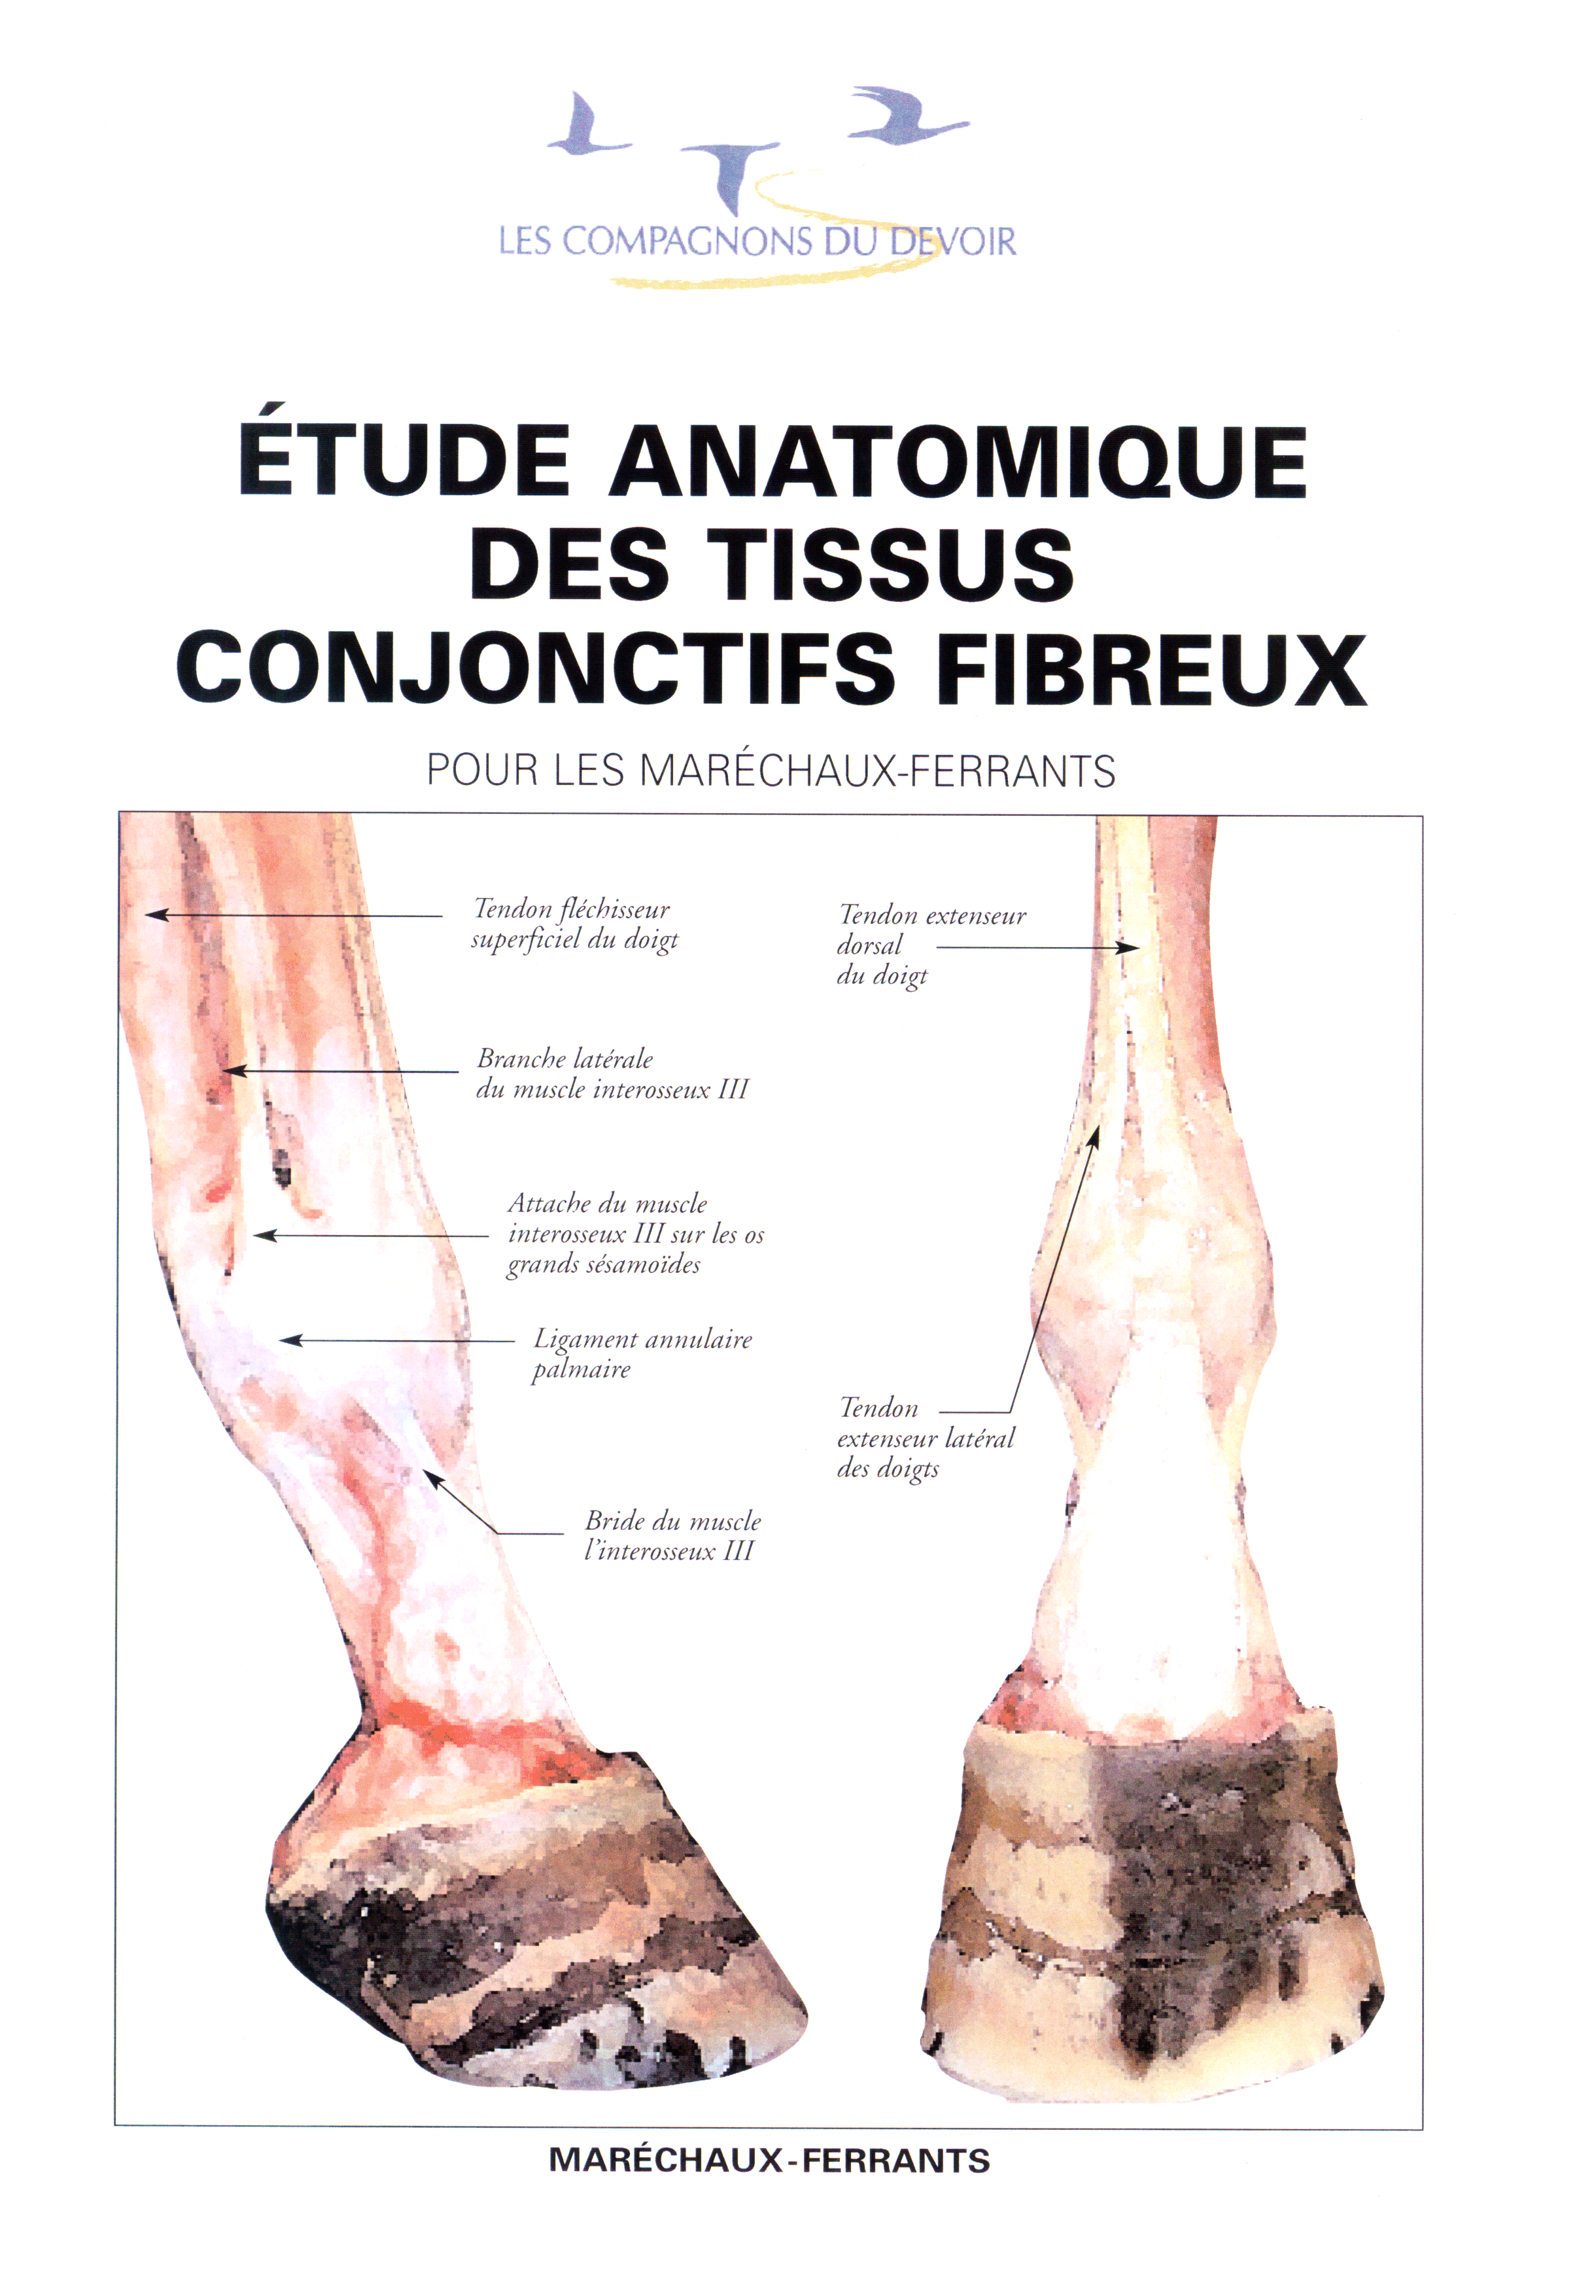 LES COMPAGNONS DU DEVOIR
ÉTUDE ANATOMIQUE
DES TISSUS
CONJONCTIFS FIBREUX
POUR LES MARÉCHAUX-FERRANTS
Tendon fléchisseur
superficiel du doigt
Branche latérale
du muscle interosseux III
Attache du muscle
interosseux III sur les os
grands sésamoïdes
Ligament annulaire
palmaire
Bride du muscle
l'interosseux III
Tendon extenseur
dorsal
du doigt
Tendon
extenseur latéral
des doigts
MARÉCHAUX-FERRANTS